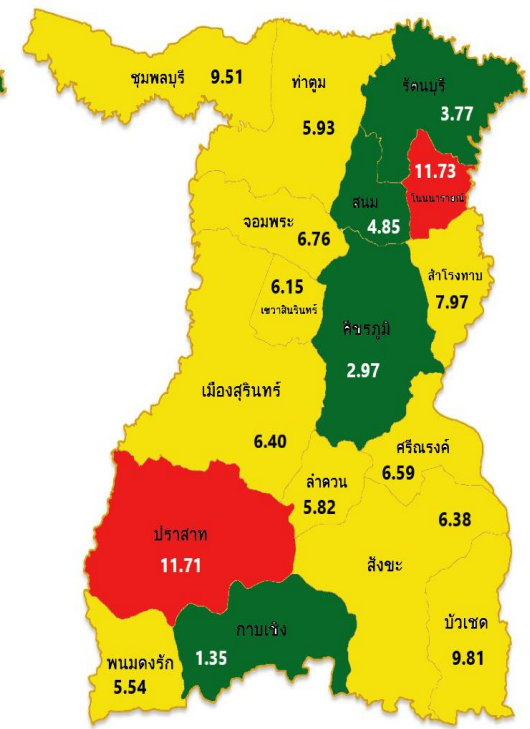 ชุมพลบุรี 9.51
ท่าตูม
5.93
รัตนบุรี
3.77
11.73
โนนนารายณ์
สนม
4.85
จอมพระ
6.76
6.15
เขวาสินรินทร์
สำโรงทาบ
7.97
ศีขรภูมิ
2.97
เมืองสุรินทร์
6.40
ศรีณรงค์
6.59
ลำดวน
5.82
6.38
สังขะ
ปราสาท
11.71
บัวเชด
9.81
กาบเชิง
1.35
พนมดงรัก
5.54